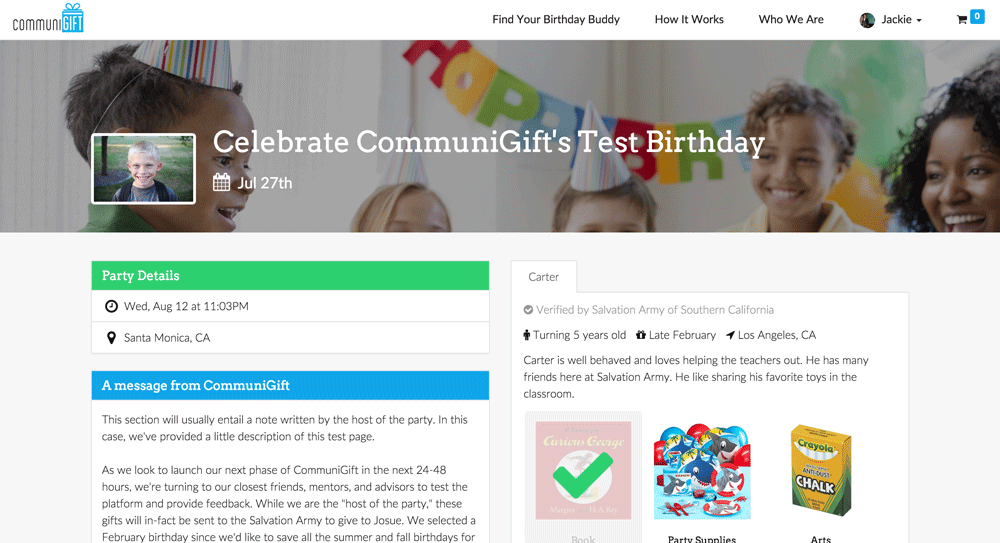 communiGIFT
Find Your Birthday Buddy
How It Works
Who We Are
Jackie
0
Celebrate CommuniGift's Test Birthday
Jul 27th
Party Details
Wed, Aug 12 at 11:03PM
Santa Monica, CA
A message from CommuniGift
This section will usually entail a note written by the host of the party. In this
case, we've provided a little description of this test page.
As we look to launch our next phase of CommuniGift in the next 24-48
hours, we're turning to our closest friends, mentors, and advisors to test the
platform and provide feedback. While we are the "host of the party," these
gifts will in-fact be sent to the Salvation Army to give to Josue. We selected a
February birthday since we'd like to save all the summer and fall birthdays for
Carter
Verified by Salvation Army of Southern California
Turning 5 years old Late February Los Angeles, CA
Carter is well behaved and loves helping the teachers out. He has many
friends here at Salvation Army. He like sharing his favorite toys in the
classroom.
Curious George
Margret
H.A. Rey
Crayola
ANTI-DUST
CHALK
Book
Party Supplies
Arts